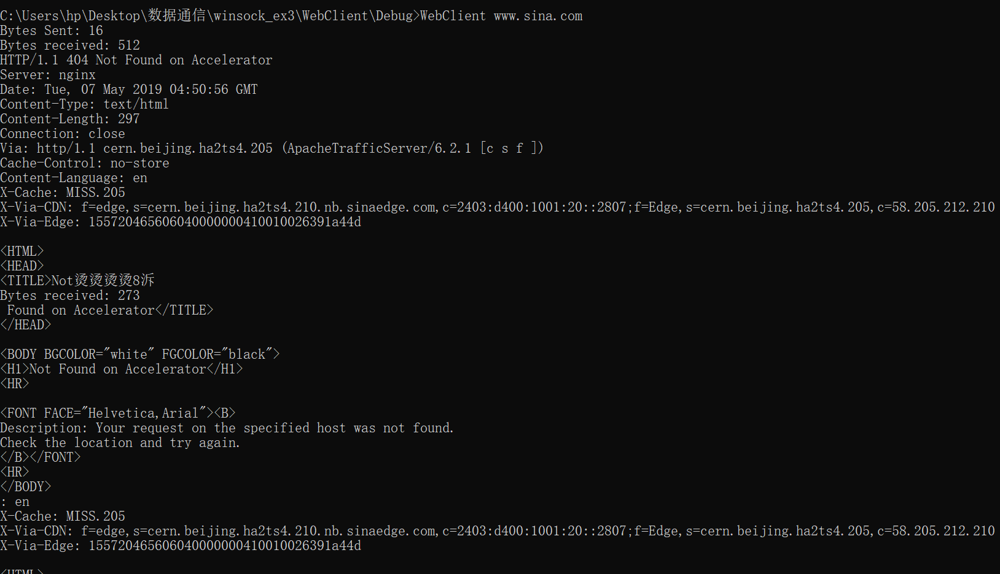 C:\Users\hp\Desktop\数据通信\winsock_ex3\WebClient\Debug>WebClient www.sina.com
Bytes Sent: 16
Bytes received: 512
HTTP/1.1 404 Not Found on Accelerator
Server: nginx
Date: Tue, 07 May 2019 04:50:56 GMT
Content-Type: text/html
Content-Length: 297
Connection: close
Via: http/1.1 cern.beijing.ha2ts4.205 (ApacheTrafficServer/6.2.1 [c s f ])
Cache-Control: no-store
Content-Language: en
X-Cache: MISS.205
X-Via-CDN: f=edge,s=cern.beijing.ha2ts4.210.nb.sinaedge.com,c=2403:d400:1001:20::2807;f=Edge,s=cern.beijing.ha2ts4.205,c=58.205.212.210
X-Via-Edge: 155720465606040000000410010026391a44d

<HTML>
<HEAD>
<TITLE>Not烫烫烫烫8泝
Bytes received: 273
 Found on Accelerator</TITLE>
</HEAD>

<BODY BGCOLOR="white" FGCOLOR="black">
<H1>Not Found on Accelerator</H1>
<HR>

<FONT FACE="Helvetica,Arial"><B>
Description: Your request on the specified host was not found.
Check the location and try again.
</B></FONT>
<HR>
</BODY>
: en
X-Cache: MISS.205
X-Via-CDN: f=edge,s=cern.beijing.ha2ts4.210.nb.sinaedge.com,c=2403:d400:1001:20::2807;f=Edge,s=cern.beijing.ha2ts4.205,c=58.205.212.210
X-Via-Edge: 155720465606040000000410010026391a44d

<HTML>